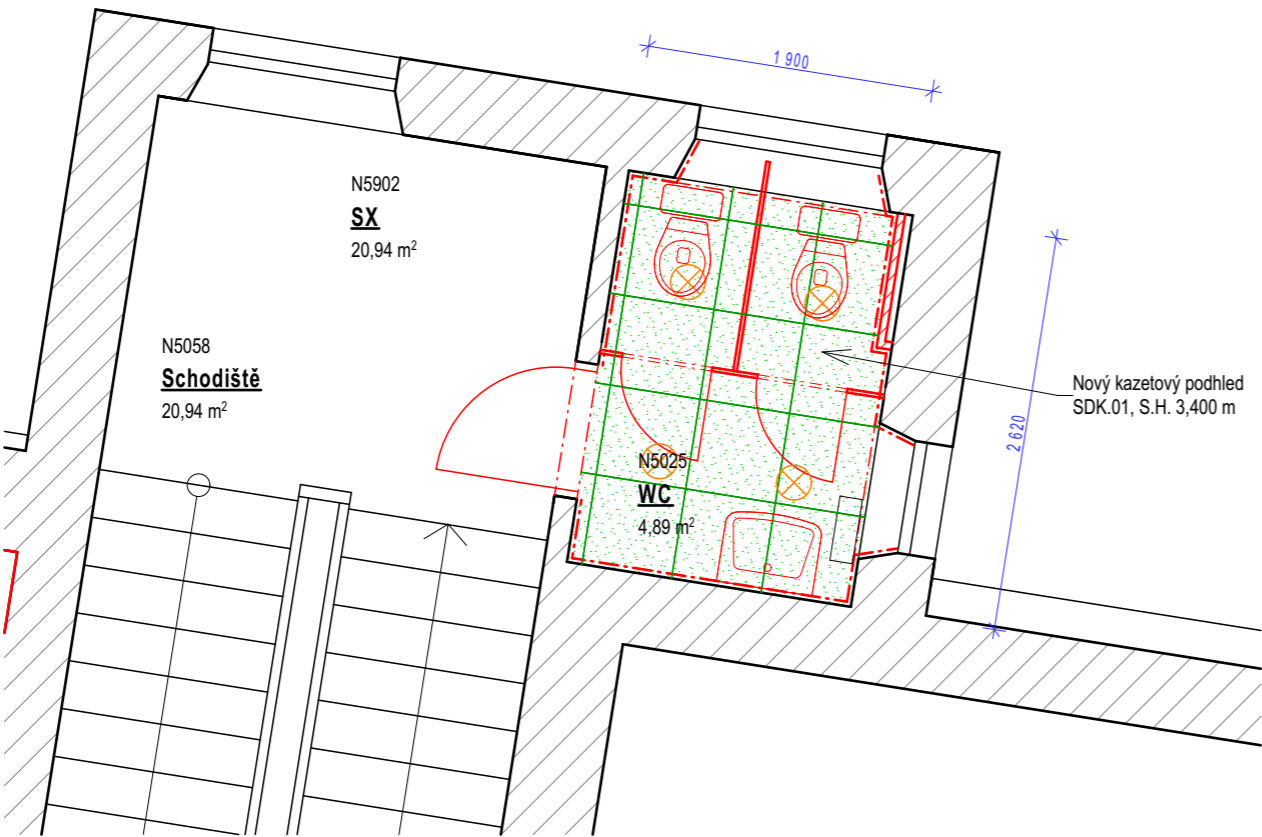 1 900
N5902
SX
20,94 m²
N5058
Schodiště
20,94 m²
Nový kazetový podhled
SDK.01, S.H. 3,400 m
2 620
N5025
WC
4,89 m²